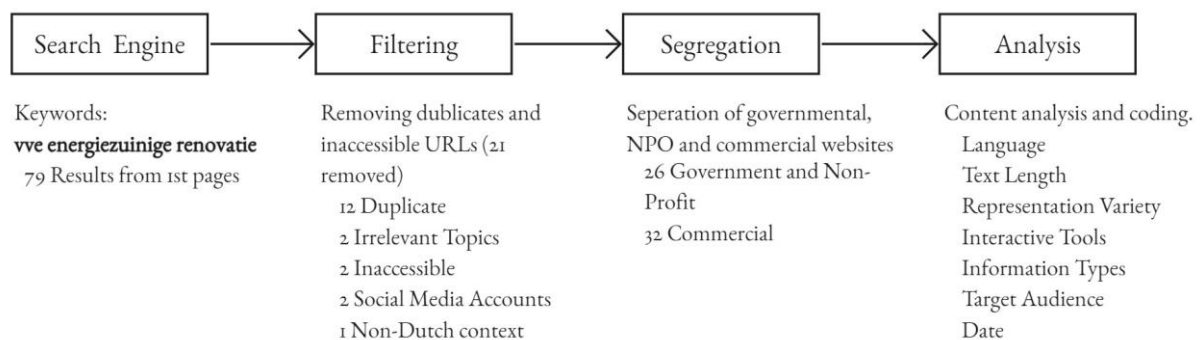 Search Engine
Filtering
Segregation
Analysis
Keywords:
vve energiezuinige renovatie
79 Results from 1st pages
Removing dublicates and
inaccessible URLs (21
removed)
12 Duplicate
2 Irrelevant Topics
2 Inaccessible
2 Social Media Accounts
1 Non-Dutch context
Seperation of governmental,
NPO and commercial websites
26 Government and Non-
Profit
32 Commercial
Content analysis and coding.
Language
Text Length
Representation Variety
Interactive Tools
Information Types
Target Audience
Date